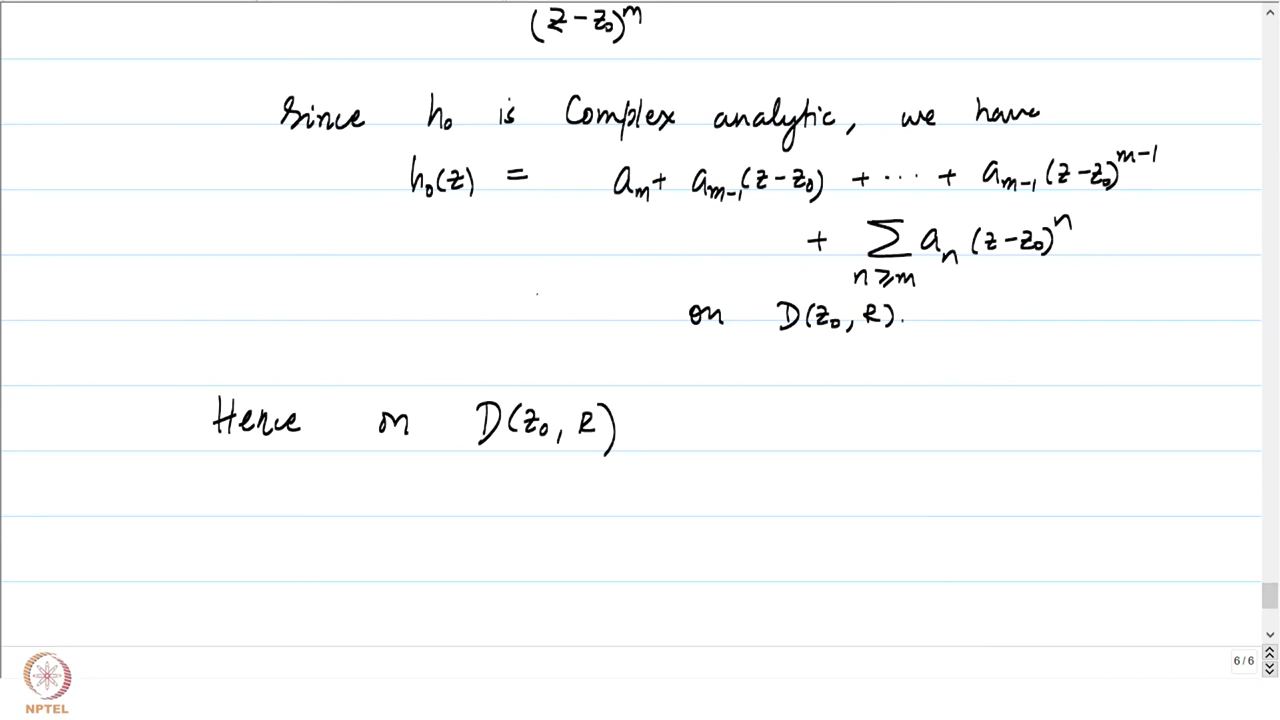 (z-z₀)^m
Since h₀ is Complex analytic, we have
h₀(z) = a_m + a_{m-1}(z-z₀) + ... + a_{m-1}(z-z₀)^{m-1}
+ ∑_{n≥m} a_n (z-z₀)^n
on D(z₀, R).
Hence on D(z₀, R)
6 / 6
NPTEL